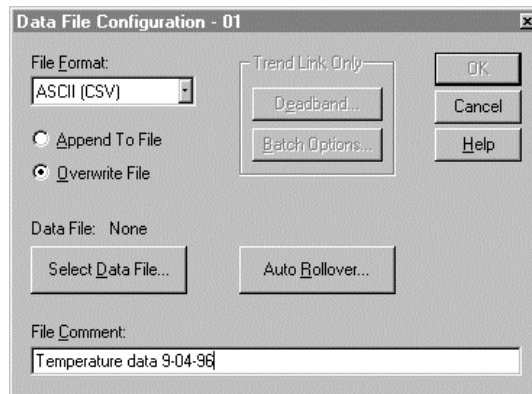 Data File Configuration - 01
File Format:
ASCII (CSV)
Append To File
Overwrite File
Trend Link Only
Deadband...
Batch Options...
OK
Cancel
Help
Data File: None
Select Data File...
Auto Rollover...
File Comment:
Temperature data 9-04-96